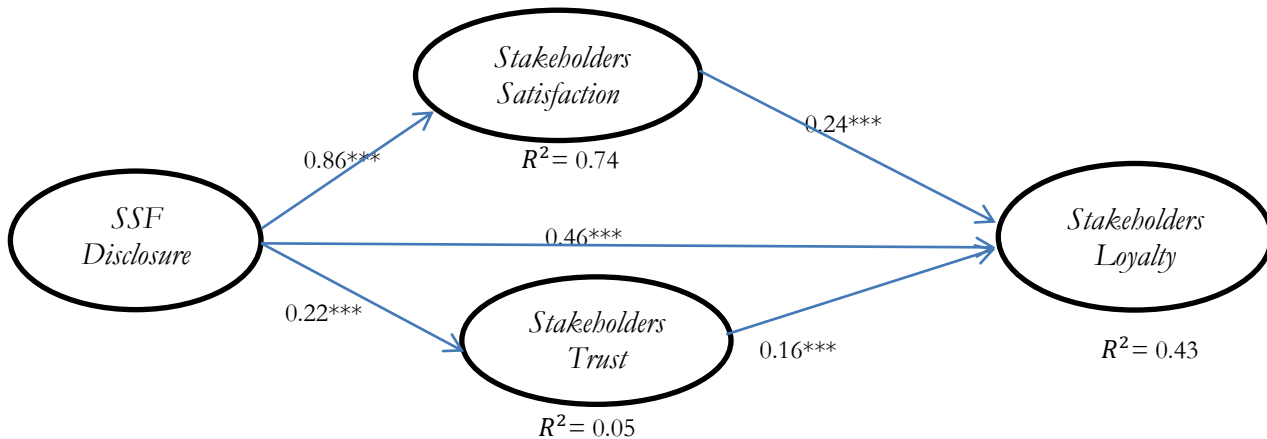 Stakeholders
Satisfaction
0.24***
0.86***
R² = 0.74
SSF
Disclosure
0.46***
Stakeholders
Loyalty
0.22***
Stakeholders
Trust
0.16***
R² = 0.43
R² = 0.05